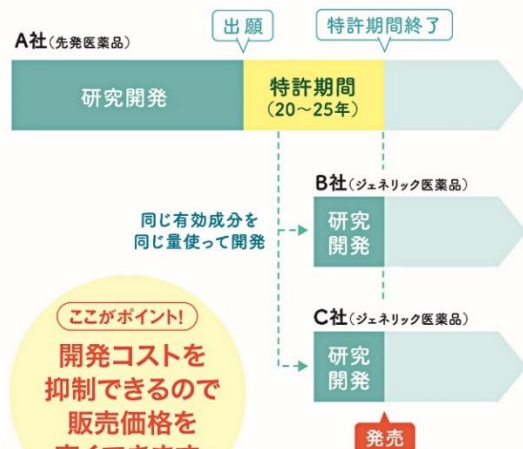 出願
特許期間終了
A社(先発医薬品)
研究開発
特許期間
(20〜25年)
B社(ジェネリック医薬品)
同じ有効成分を
同じ量使って開発
研究
開発
C社(ジェネリック医薬品)
研究
開発
ここがポイント!
開発コストを
抑制できるので
販売価格を
発売